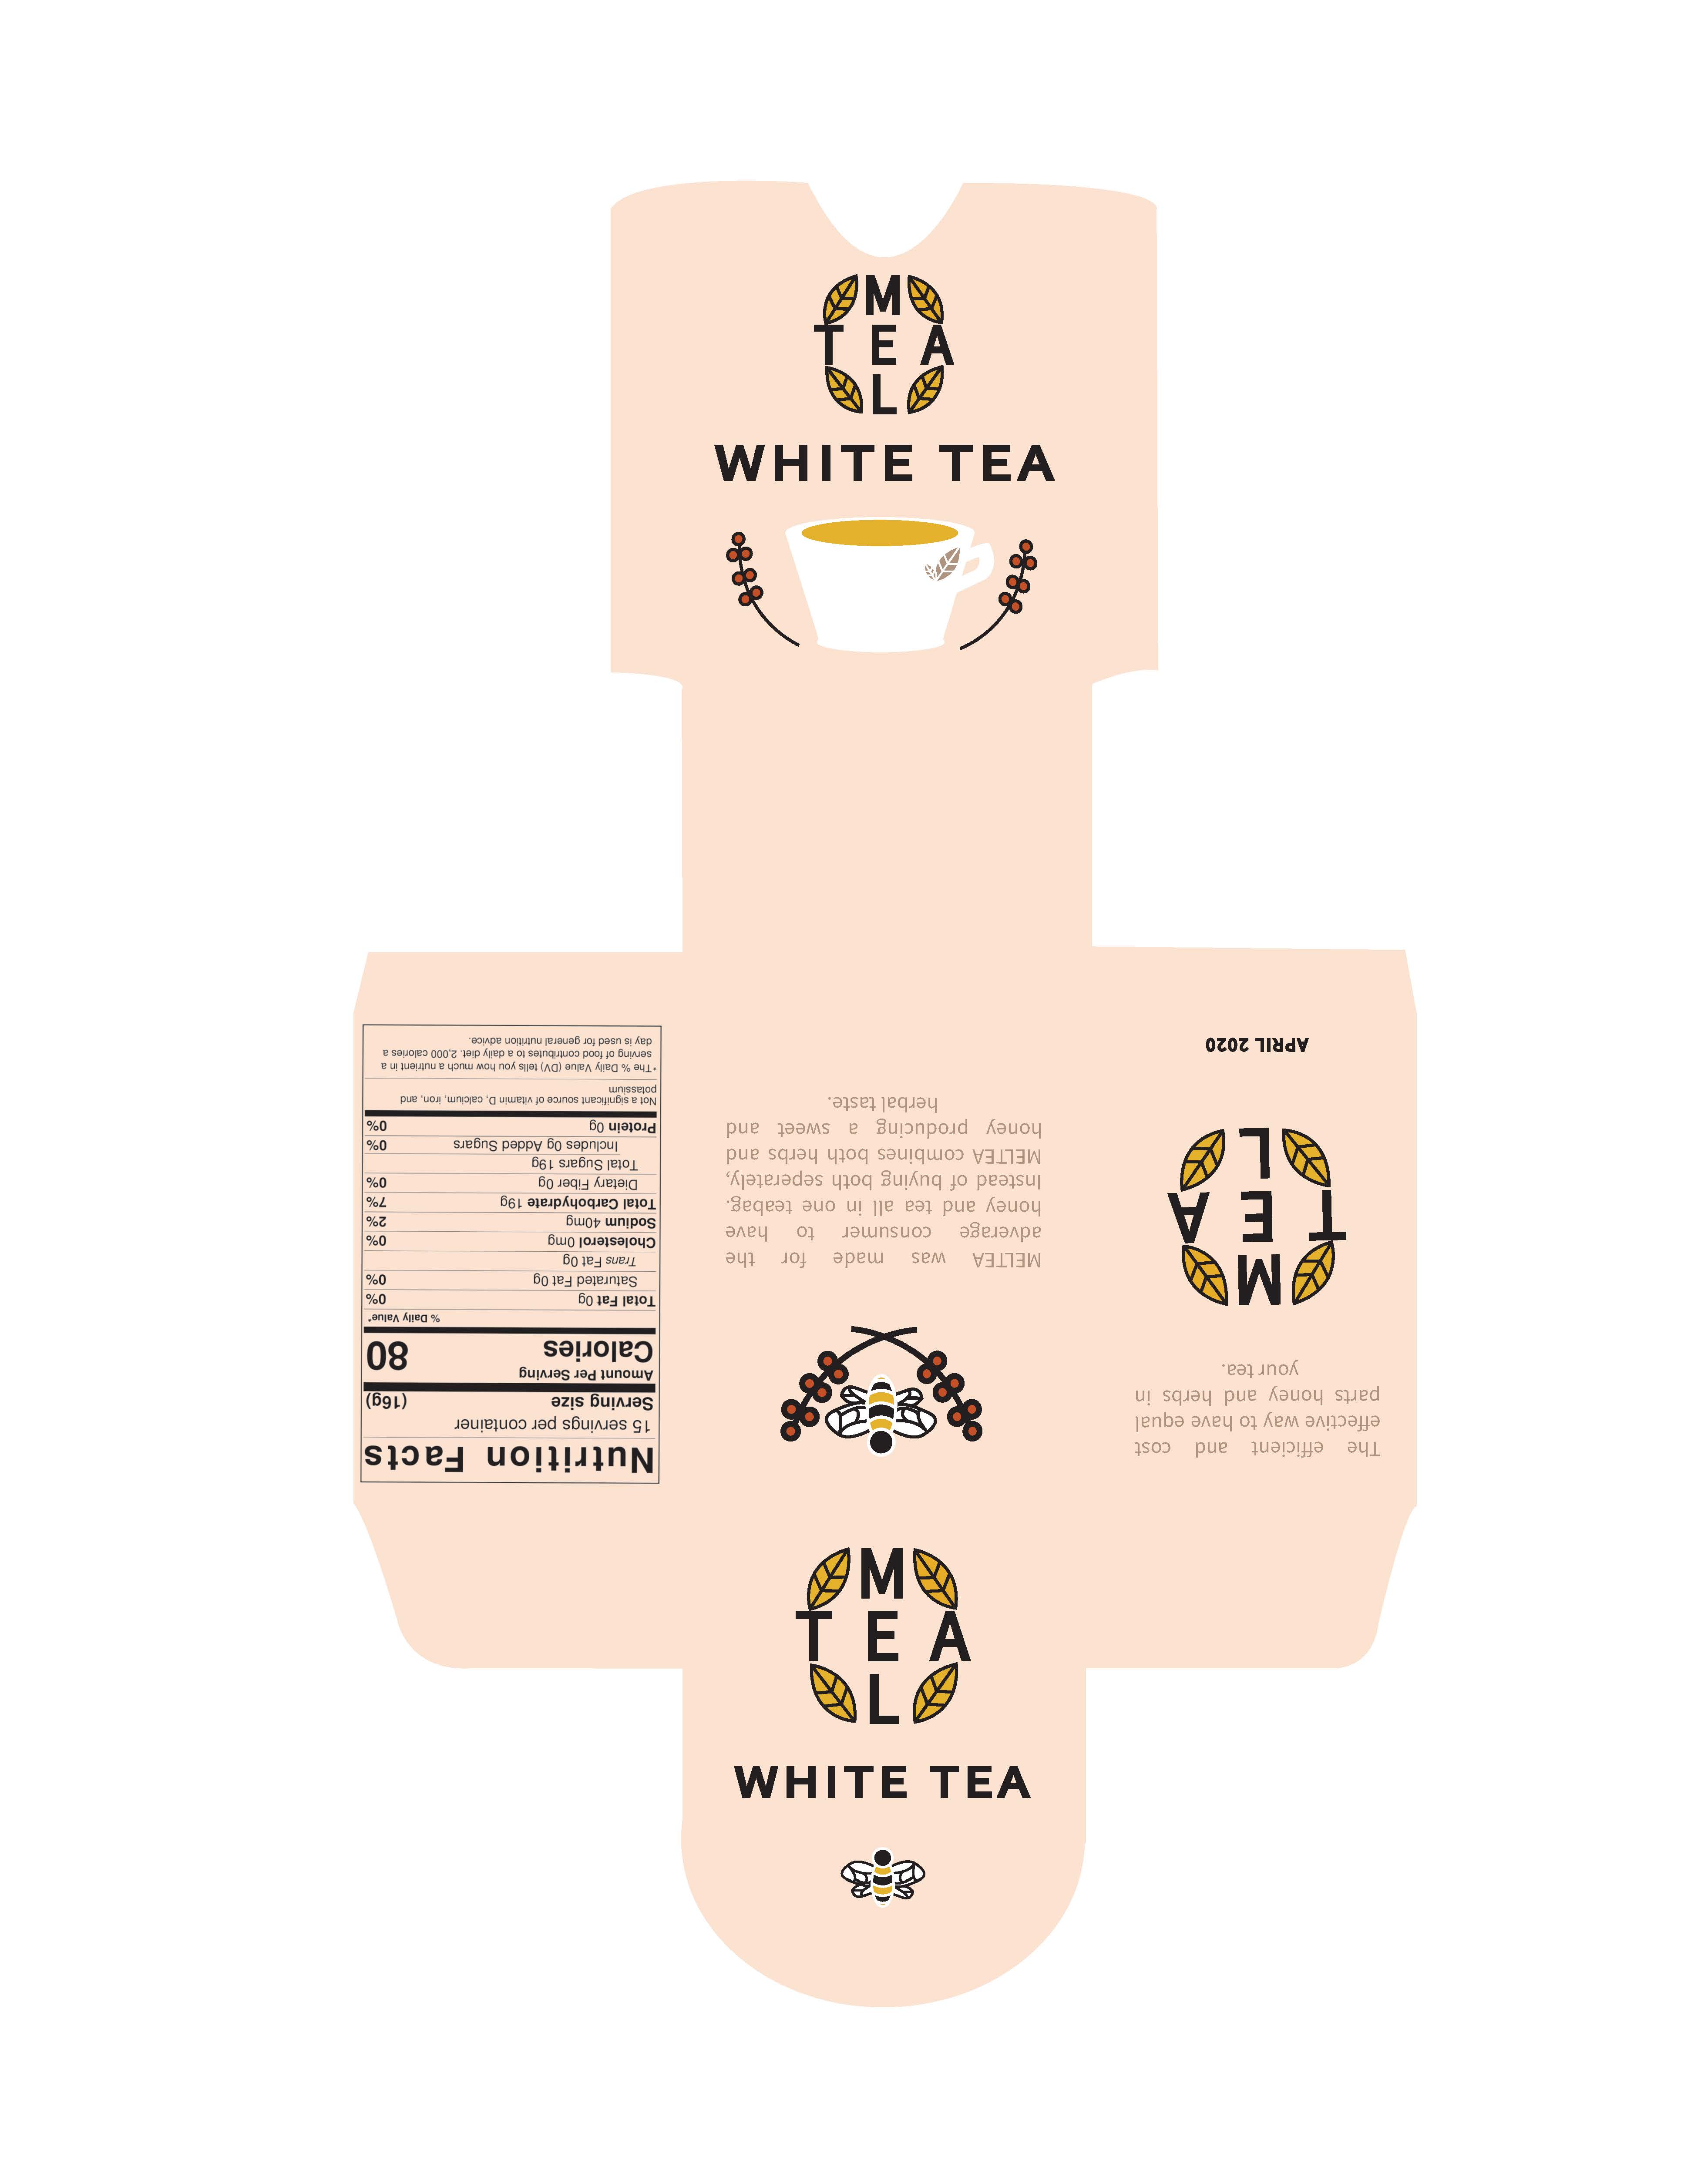 M
TEA
L
WHITE TEA
Nutrition Facts
15 servings per container
Serving size (16g)
Amount Per Serving
Calories 80
% Daily Value*
Total Fat 0g 0%
Saturated Fat 0g 0%
Trans Fat 0g
Cholesterol 0mg 0%
Sodium 40mg 2%
Total Carbohydrate 19g 7%
Dietary Fiber 0g 0%
Total Sugars 19g
Includes 0g Added Sugars 0%
Protein 0g 0%
Not a significant source of vitamin D, calcium, iron, and
potassium
*The % Daily Value (DV) tells you how much a nutrient in a
serving of food contributes to a daily diet. 2,000 calories a
day is used for general nutrition advice.
MELTEA was made for the
adverage consumer to have
honey and tea all in one teabag.
Instead of buying both seperately,
MELTEA combines both herbs and
honey producing a sweet and
herbal taste.
The efficient and cost
effective way to have equal
parts honey and herbs in
your tea.
M
TEA
L
APRIL 2020
M
TEA
L
WHITE TEA